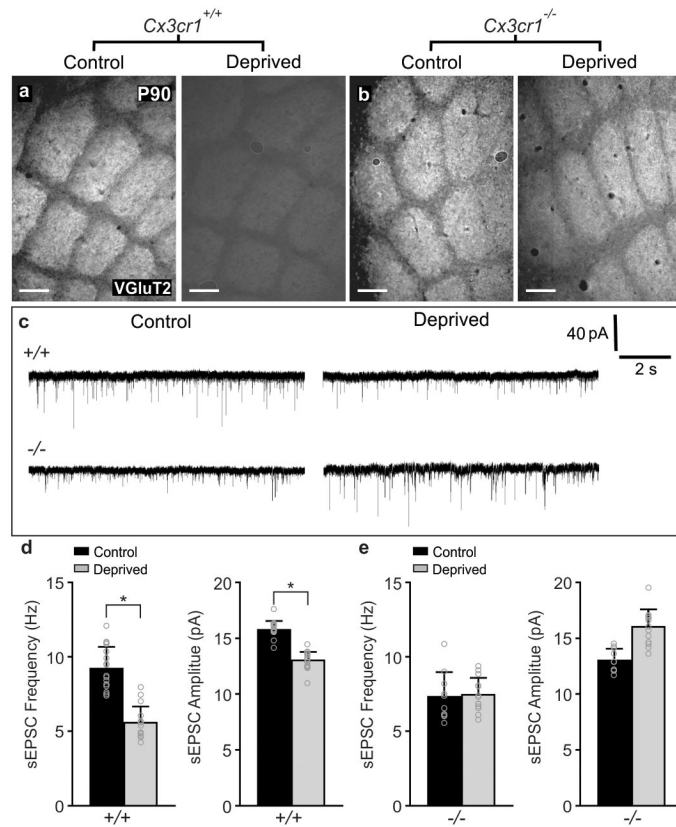 Cx3cr1+/+ Cx3cr1-/-
Control Deprived Control Deprived
a P90 b
VGluT2
c Control Deprived
40 pA
2 s
+/+
-/-
d Control
Deprived
e Control
Deprived
sEPSC Frequency (Hz)
15
10
5
0
*
+/+
sEPSC Amplitue (pA)
20
15
10
5
0
*
+/+
sEPSC Frequency (Hz)
15
10
5
0
-/-
sEPSC Amplitue (pA)
20
15
10
5
0
-/-